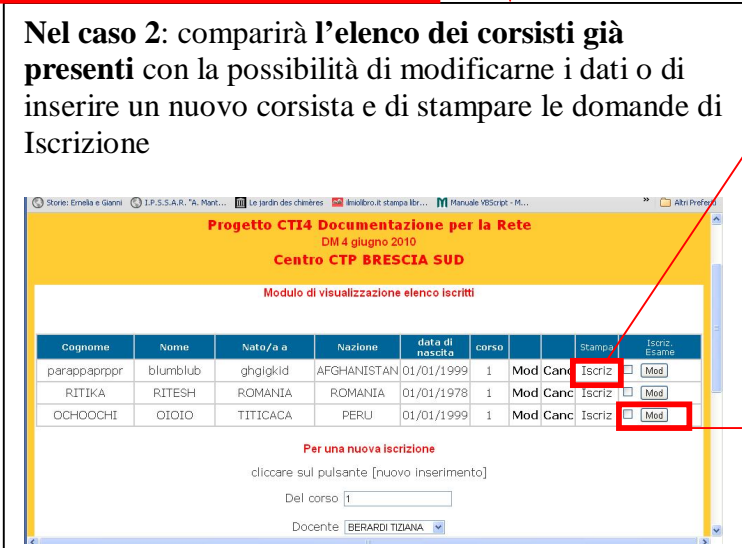 Nel caso 2: comparirà l’elenco dei corsisti già
presenti con la possibilità di modificarne i dati o di
inserire un nuovo corsista e di stampare le domande di
Iscrizione
Storie: Ernelia e Gianni I.P.S.S.A.R. "A. Mant... Le jardin des chimères ilmiolibro.it stampa libr... Manuale VBScript - M... » Altri Preferiti
Progetto CTI4 Documentazione per la Rete
DM 4 giugno 2010
Centro CTP BRESCIA SUD
Modulo di visualizzazione elenco iscritti
Cognome Nome Nato/a a Nazione data di nascita corso Stampa Iscriz. Esame
parappaprppr blumblub ghgigkid AFGHANISTAN 01/01/1999 1 Mod Canc Iscriz Mod
RITIKA RITESH ROMANIA ROMANIA 01/01/1978 1 Mod Canc Iscriz Mod
OCHOOCHI OIOIO TITICACA PERU 01/01/1999 1 Mod Canc Iscriz Mod
Per una nuova iscrizione
cliccare sul pulsante [nuovo inserimento]
Del corso 1
Docente BERARDI TIZIANA